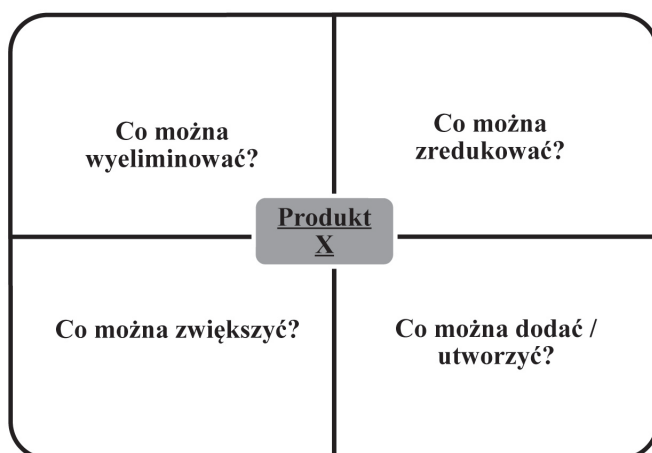 Co można
wyeliminować?
Co można
zredukować?
Produkt
X
Co można zwiększyć?
Co można dodać /
utworzyć?